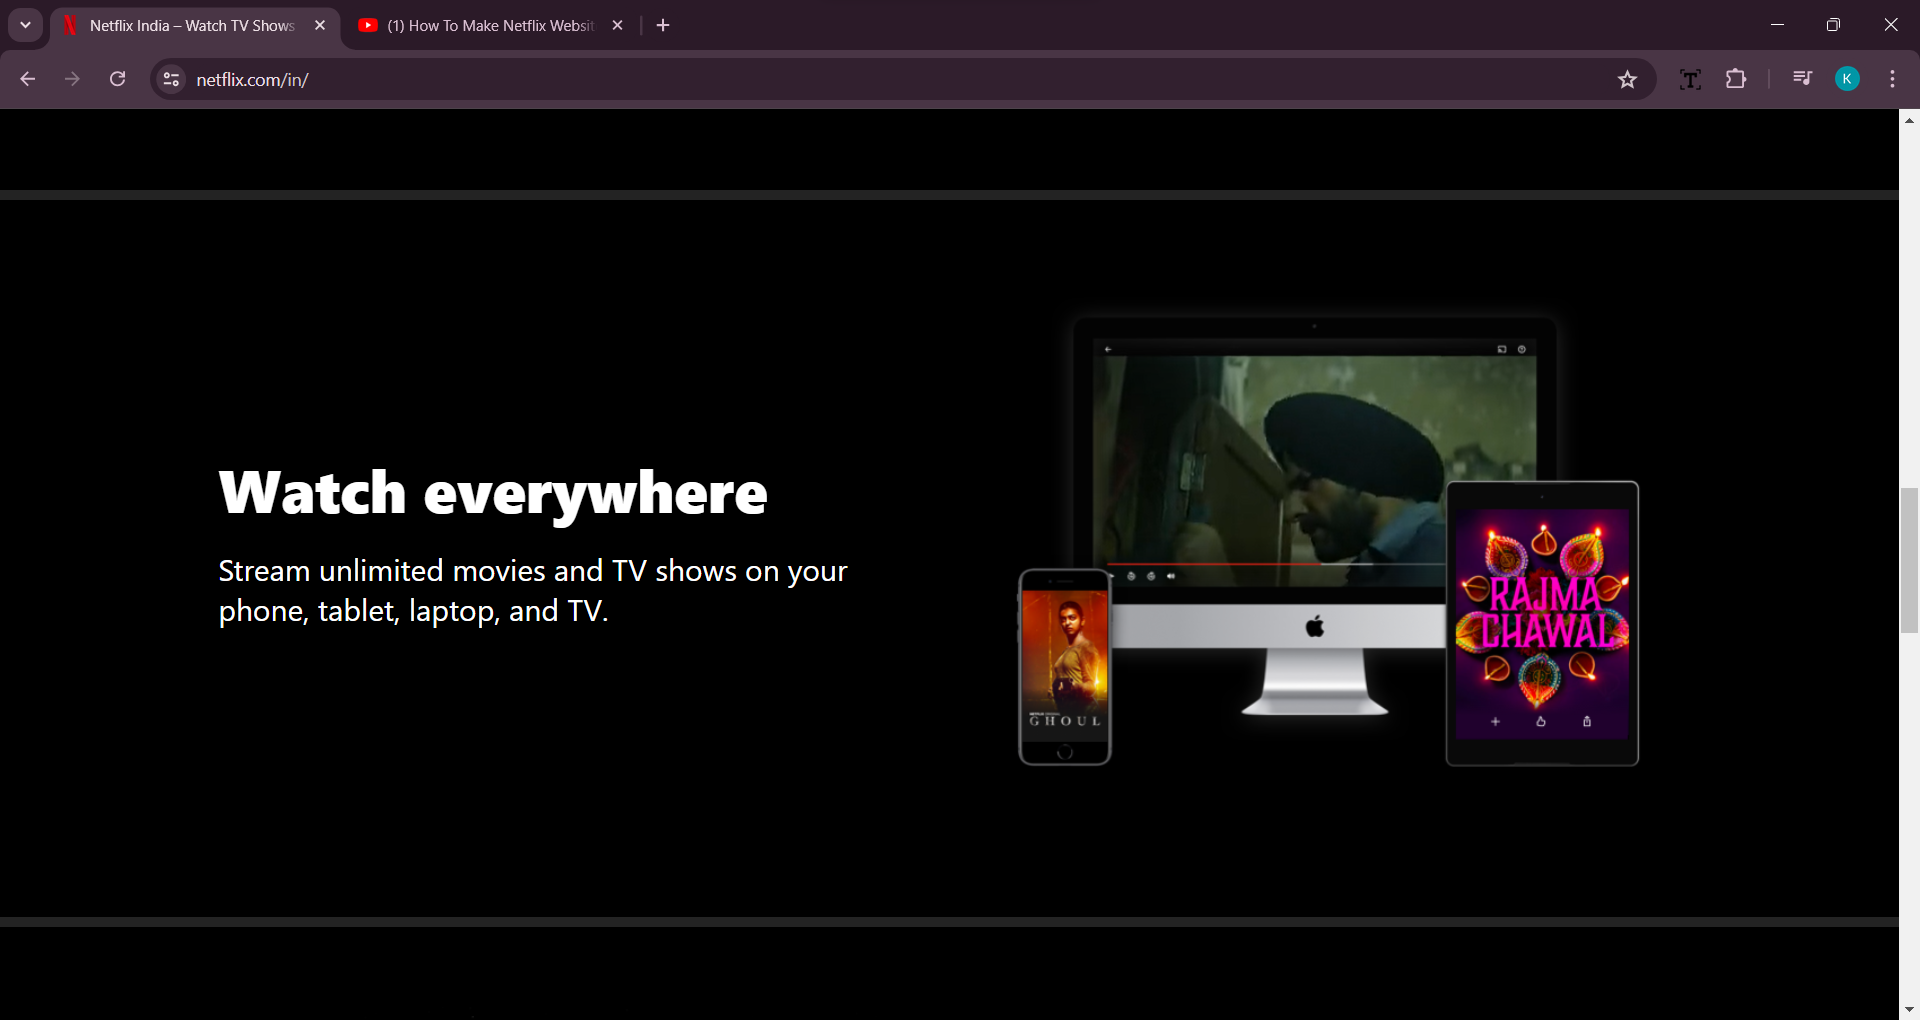 Netflix India – Watch TV Shows
(1) How To Make Netflix Websit
netflix.com/in/
K
Watch everywhere
Stream unlimited movies and TV shows on your
phone, tablet, laptop, and TV.
RAJMA
CHAWAL
GHOUL